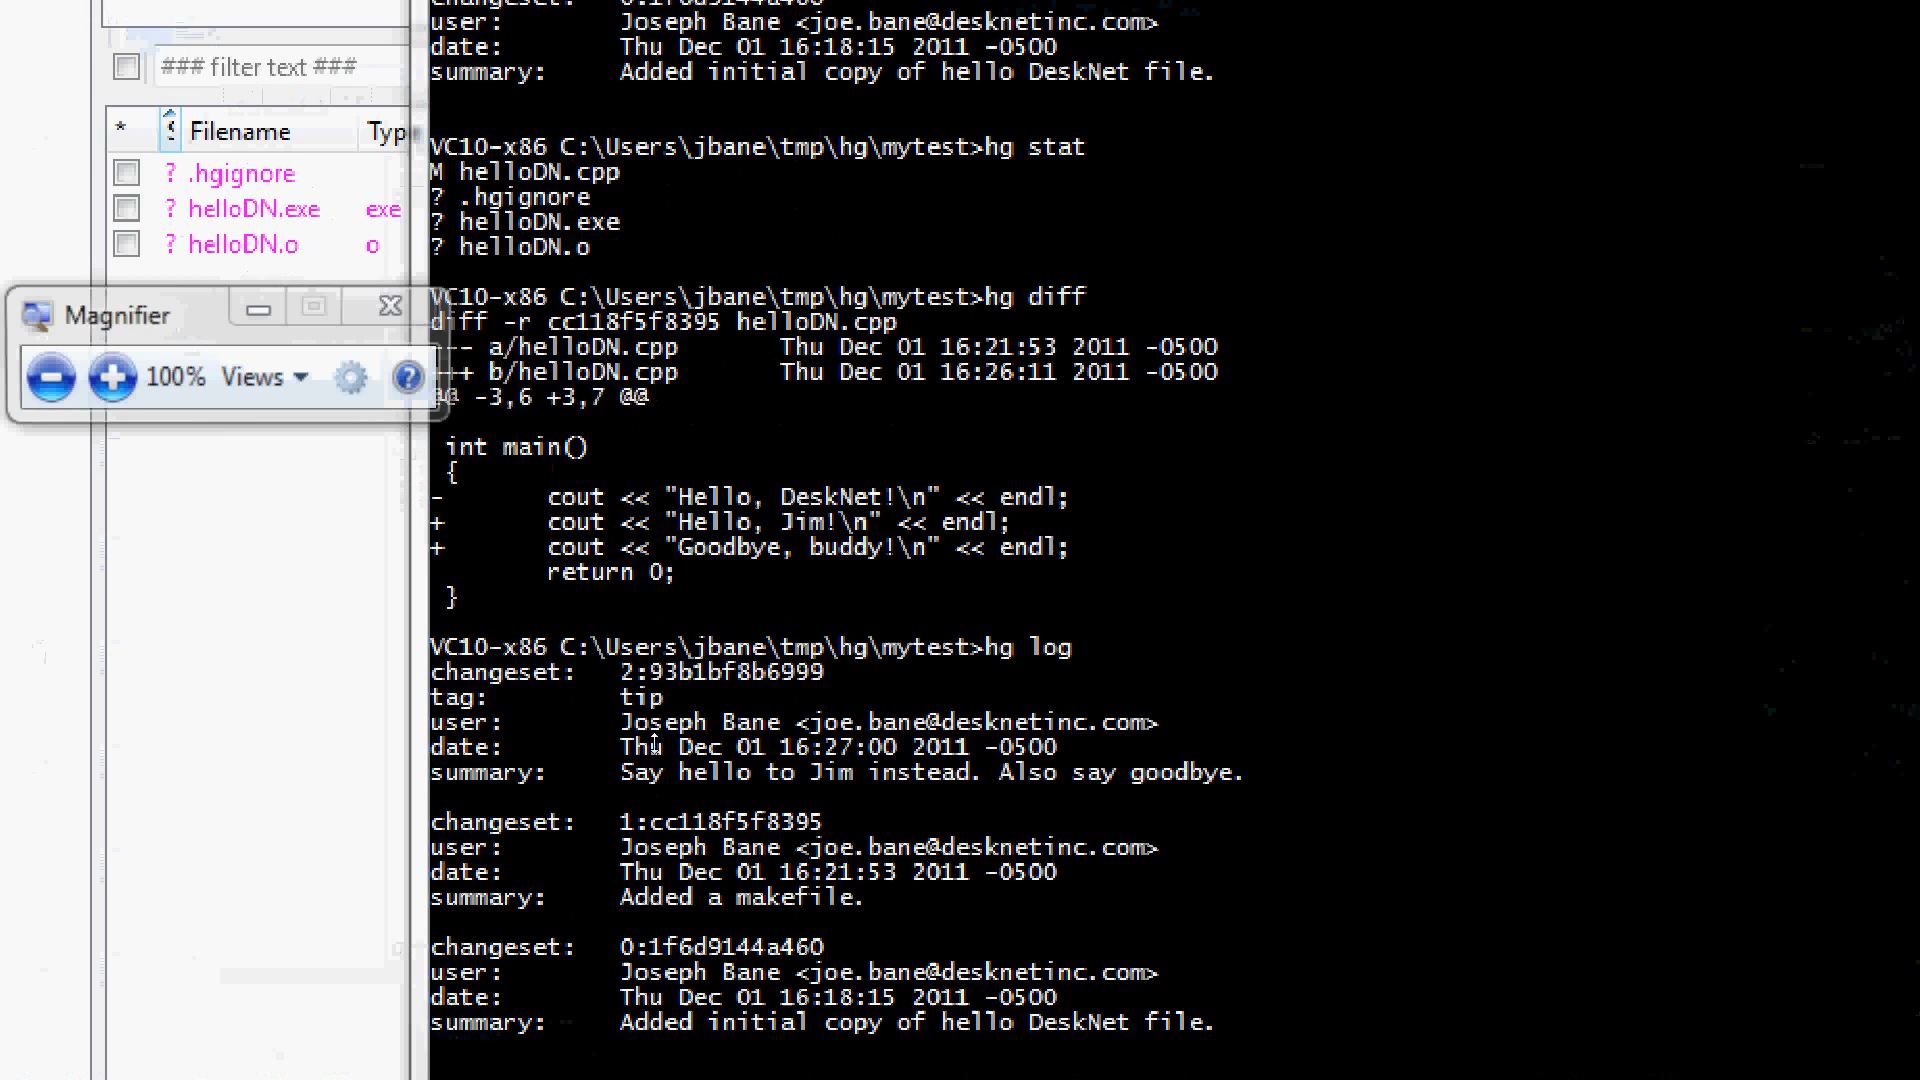 ### filter text ###
* Filename Type
? .hgignore
? helloDN.exe exe
? helloDN.o o
Magnifier
100% Views
user: Joseph Bane <joe.bane@desknetinc.com>
date: Thu Dec 01 16:18:15 2011 -0500
summary: Added initial copy of hello DeskNet file.
VC10-x86 C:\Users\jbane\tmp\hg\mytest>hg stat
M helloDN.cpp
? .hgignore
? helloDN.exe
? helloDN.o
VC10-x86 C:\Users\jbane\tmp\hg\mytest>hg diff
diff -r cc118f5f8395 helloDN.cpp
--- a/helloDN.cpp Thu Dec 01 16:21:53 2011 -0500
+++ b/helloDN.cpp Thu Dec 01 16:26:11 2011 -0500
@@ -3,6 +3,7 @@
int main()
{
- cout << "Hello, DeskNet!\n" << endl;
+ cout << "Hello, Jim!\n" << endl;
+ cout << "Goodbye, buddy!\n" << endl;
return 0;
}
VC10-x86 C:\Users\jbane\tmp\hg\mytest>hg log
changeset: 2:93b1bf8b6999
tag: tip
user: Joseph Bane <joe.bane@desknetinc.com>
date: Thu Dec 01 16:27:00 2011 -0500
summary: Say hello to Jim instead. Also say goodbye.
changeset: 1:cc118f5f8395
user: Joseph Bane <joe.bane@desknetinc.com>
date: Thu Dec 01 16:21:53 2011 -0500
summary: Added a makefile.
changeset: 0:1f6d9144a460
user: Joseph Bane <joe.bane@desknetinc.com>
date: Thu Dec 01 16:18:15 2011 -0500
summary: Added initial copy of hello DeskNet file.